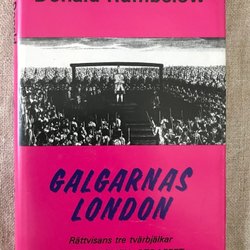 Donald Rumbelow
GALGARNAS
LONDON
Rättvisans tre tvärbjälkar